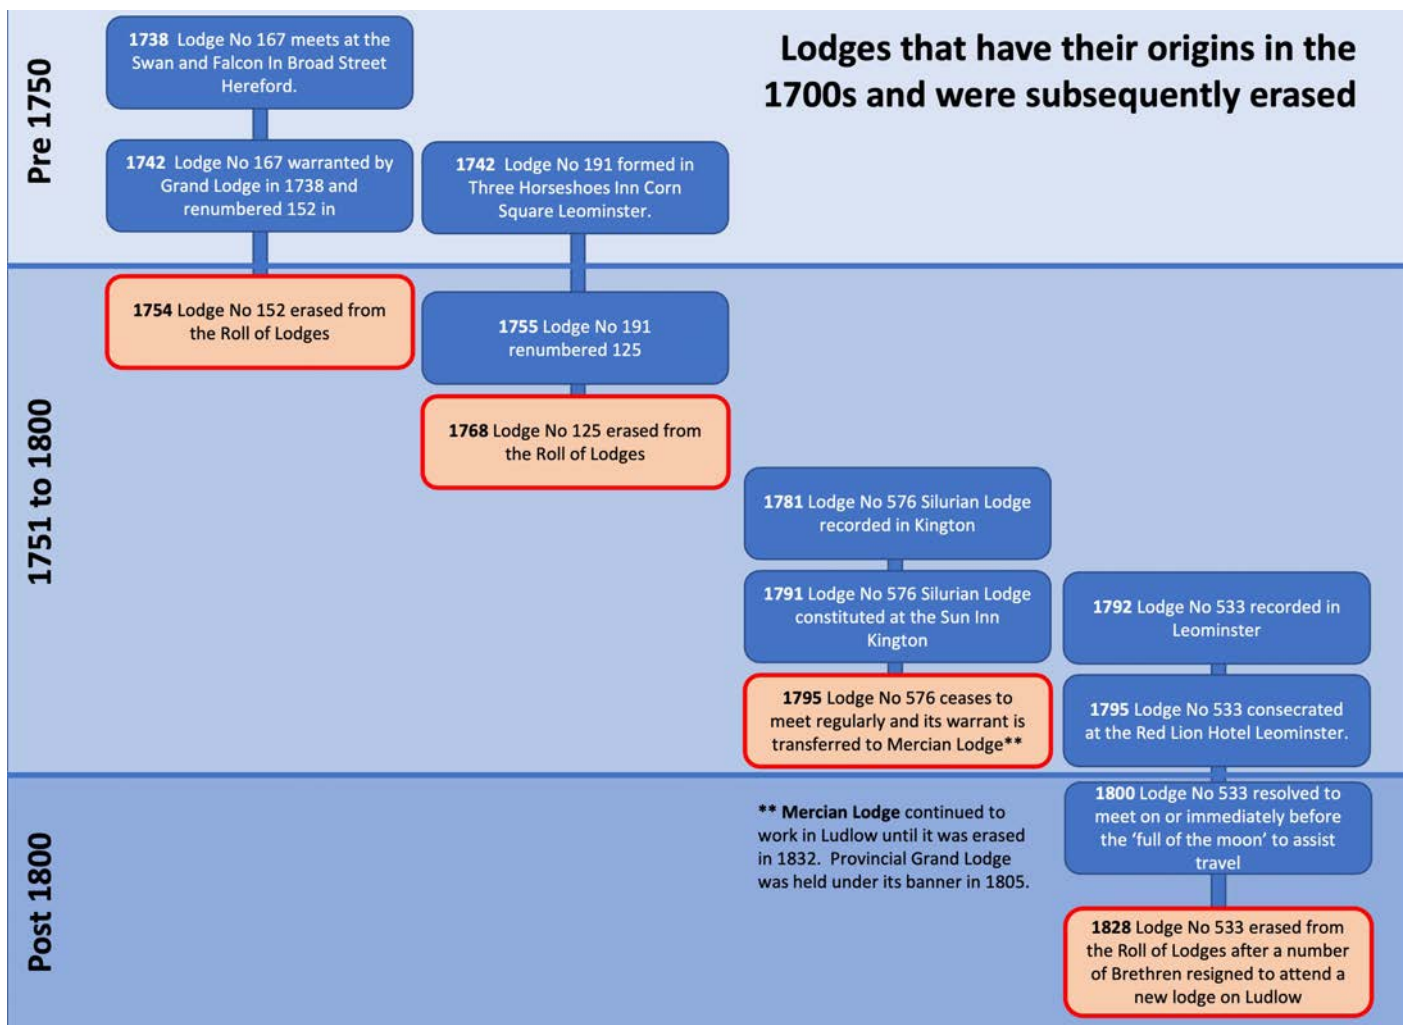 Lodges that have their origins in the
1700s and were subsequently erased
Pre 1750
1738 Lodge No 167 meets at the
Swan and Falcon In Broad Street
Hereford.
1742 Lodge No 167 warranted by
Grand Lodge in 1738 and
renumbered 152 in
1742 Lodge No 191 formed in
Three Horseshoes Inn Corn
Square Leominster.
1751 to 1800
1754 Lodge No 152 erased from
the Roll of Lodges
1755 Lodge No 191
renumbered 125
1768 Lodge No 125 erased from
the Roll of Lodges
1781 Lodge No 576 Silurian Lodge
recorded in Kington
1791 Lodge No 576 Silurian Lodge
constituted at the Sun Inn
Kington
1795 Lodge No 576 ceases to
meet regularly and its warrant is
transferred to Mercian Lodge**
1792 Lodge No 533 recorded in
Leominster
1795 Lodge No 533 consecrated
at the Red Lion Hotel Leominster.
Post 1800
** Mercian Lodge continued to
work in Ludlow until it was erased
in 1832. Provincial Grand Lodge
was held under its banner in 1805.
1800 Lodge No 533 resolved to
meet on or immediately before
the ‘full of the moon’ to assist
travel
1828 Lodge No 533 erased from
the Roll of Lodges after a number
of Brethren resigned to attend a
new lodge on Ludlow